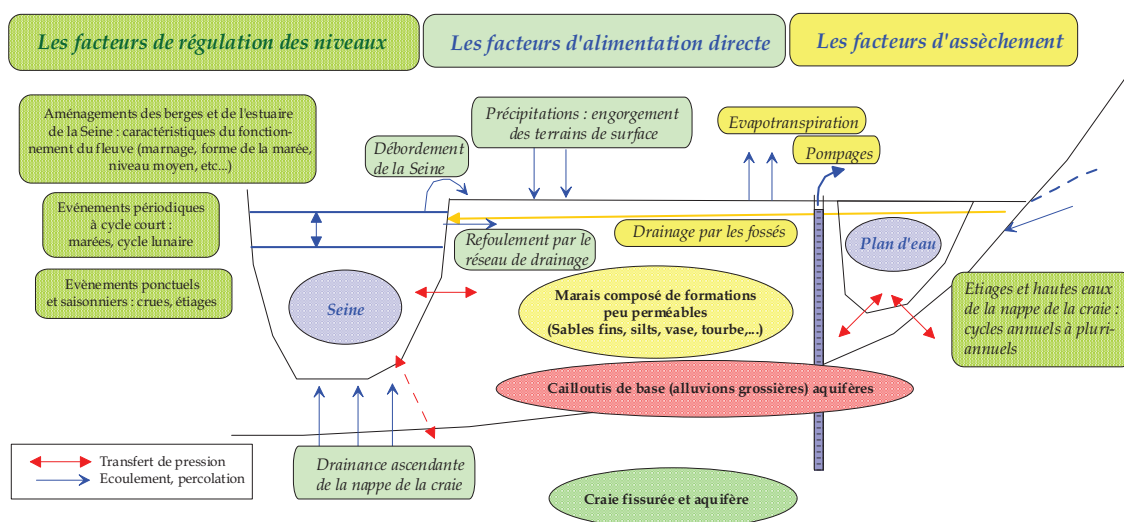 Les facteurs de régulation des niveaux
Les facteurs d'alimentation directe
Les facteurs d'assèchement
Aménagements des berges et de l'estuaire
de la Seine : caractéristiques du fonction-
nement du fleuve (marnage, forme de la marée,
niveau moyen, etc...)
Débordement
de la Seine
Précipitations : engorgement
des terrains de surface
Evapotranspiration
Pompages
Evénements périodiques
à cycle court :
marées, cycle lunaire
Refoulement par le
réseau de drainage
Drainage par les fossés
Plan d'eau
Evènements ponctuels
et saisonniers : crues, étiages
Seine
Marais composé de formations
peu perméables
(Sables fins, silts, vase, tourbe,...)
Etiages et hautes eaux
de la nappe de la craie :
cycles annuels à pluri-
annuels
Cailloutis de base (alluvions grossières) aquifères
Transfert de pression
Ecoulement, percolation
Drainance ascendante
de la nappe de la craie
Craie fissurée et aquifère